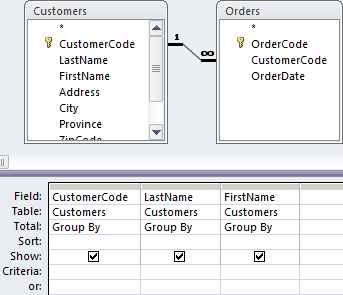 Customers
*
CustomerCode
LastName
FirstName
Address
City
Province
ZipCode
1
∞
Orders
*
OrderCode
CustomerCode
OrderDate
Field: CustomerCode LastName FirstName
Table: Customers Customers Customers
Total: Group By Group By Group By
Sort:
Show:
Criteria:
or: